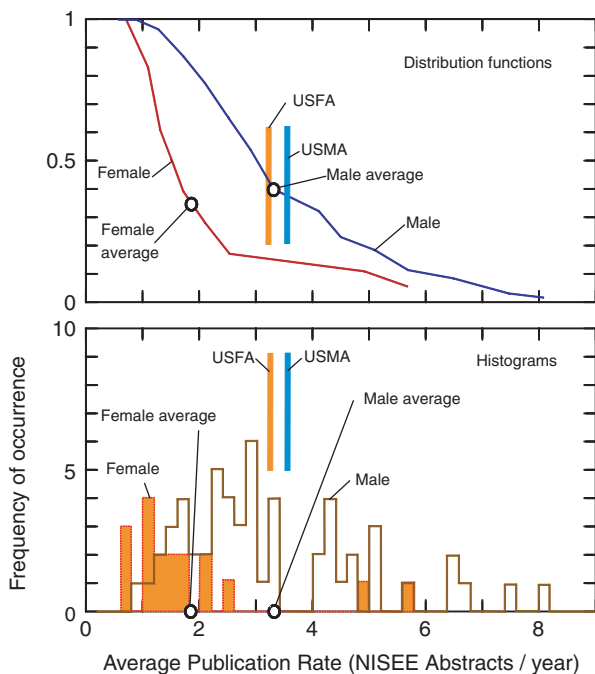 1
Distribution functions
USFA
USMA
0.5
Female
Male average
Female
average
Male
0
10
Histograms
USFA
USMA
Female average
Male average
Female
Male
5
0
Frequency of occurrence
0 2 4 6 8
Average Publication Rate (NISEE Abstracts / year)